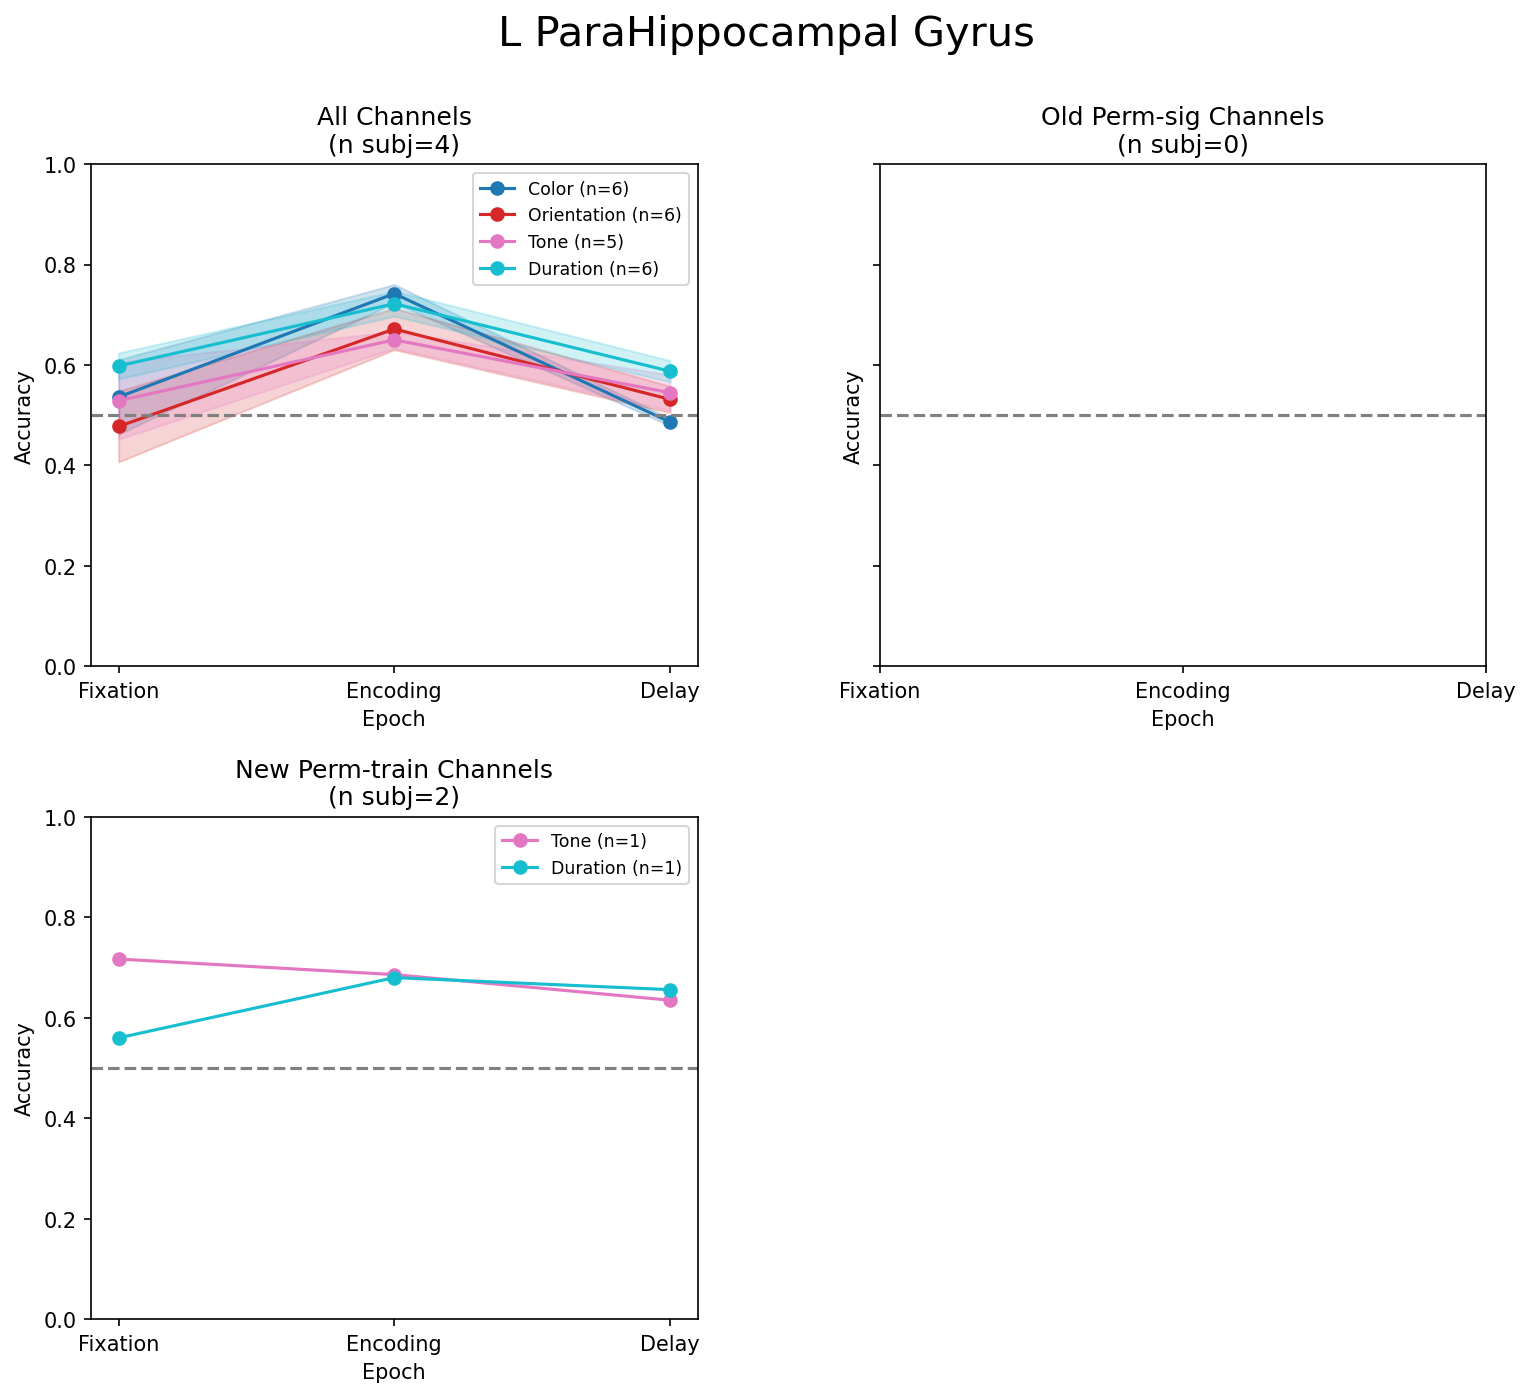 L ParaHippocampal Gyrus
All Channels
(n subj=4)
1.0
0.8
0.6
0.4
0.2
0.0
Accuracy
Color (n=6)
Orientation (n=6)
Tone (n=5)
Duration (n=6)
Fixation
Encoding
Delay
Epoch
Old Perm-sig Channels
(n subj=0)
Accuracy
Fixation
Encoding
Delay
Epoch
New Perm-train Channels
(n subj=2)
1.0
0.8
0.6
0.4
0.2
0.0
Accuracy
Tone (n=1)
Duration (n=1)
Fixation
Encoding
Delay
Epoch